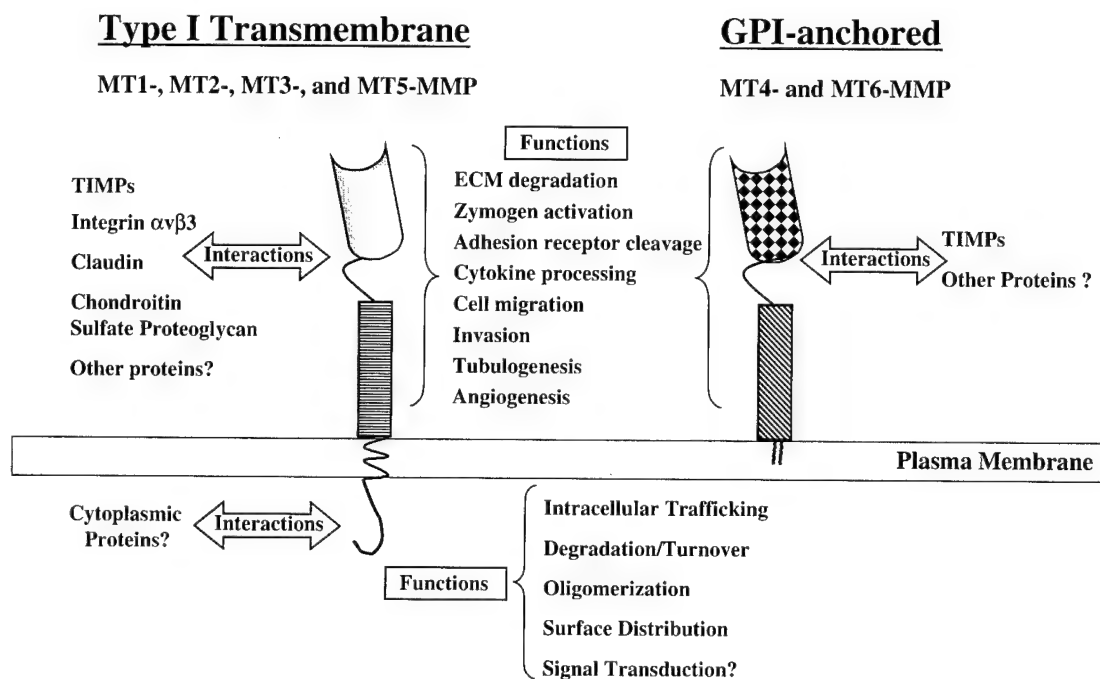 Type I Transmembrane
MT1-, MT2-, MT3-, and MT5-MMP
GPI-anchored
MT4- and MT6-MMP
TIMPs
Integrin αvβ3
Claudin
Chondroitin
Sulfate Proteoglycan
Other proteins?
Interactions
Functions
ECM degradation
Zymogen activation
Adhesion receptor cleavage
Cytokine processing
Cell migration
Invasion
Tubulogenesis
Angiogenesis
Interactions
TIMPs
Other Proteins ?
Plasma Membrane
Cytoplasmic
Proteins?
Interactions
Functions
Intracellular Trafficking
Degradation/Turnover
Oligomerization
Surface Distribution
Signal Transduction?